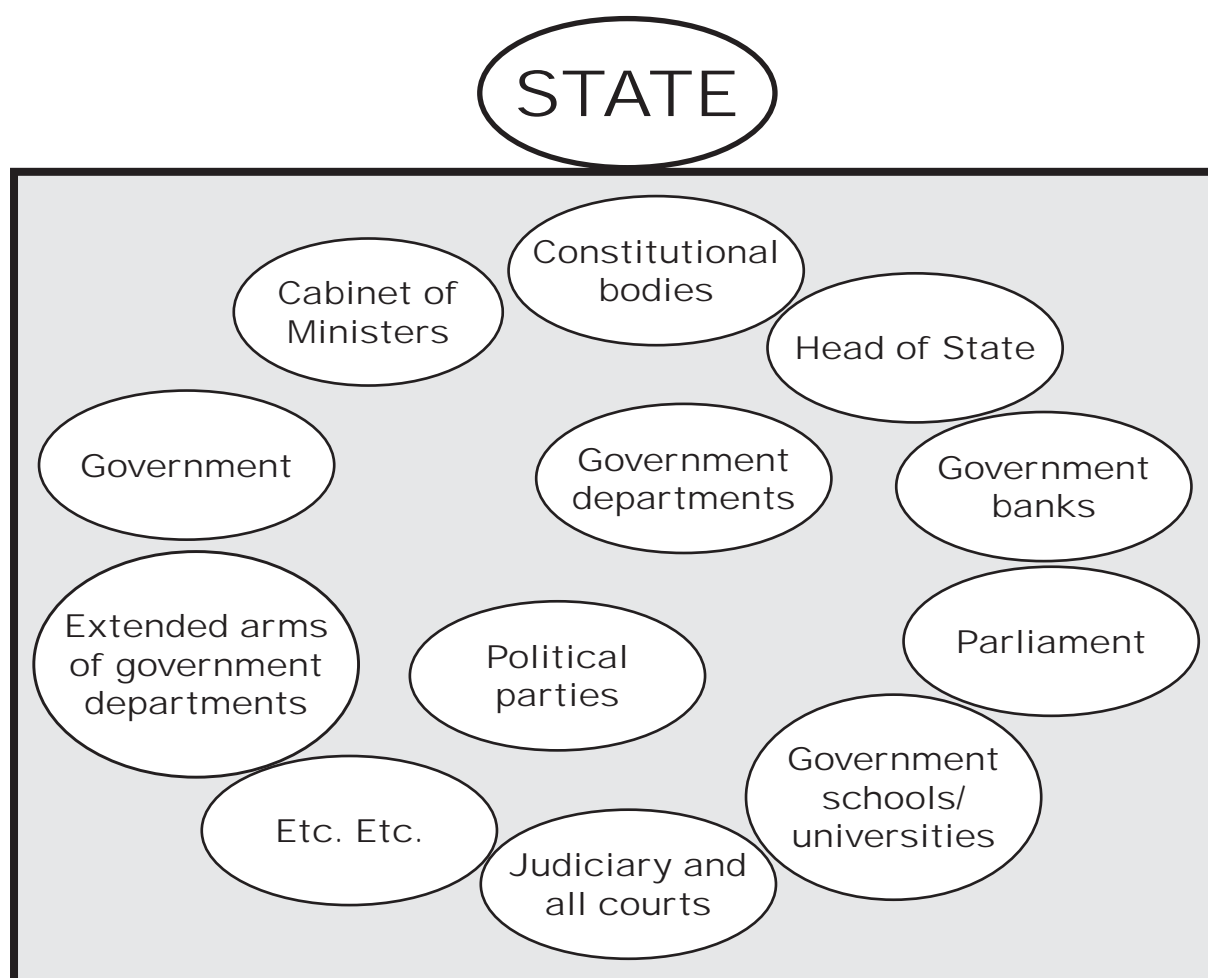 STATE
Constitutional
bodies
Cabinet of
Ministers
Head of State
Government
Government
departments
Government
banks
Extended arms
of government
departments
Political
parties
Parliament
Government
schools/
universities
Etc. Etc.
Judiciary and
all courts